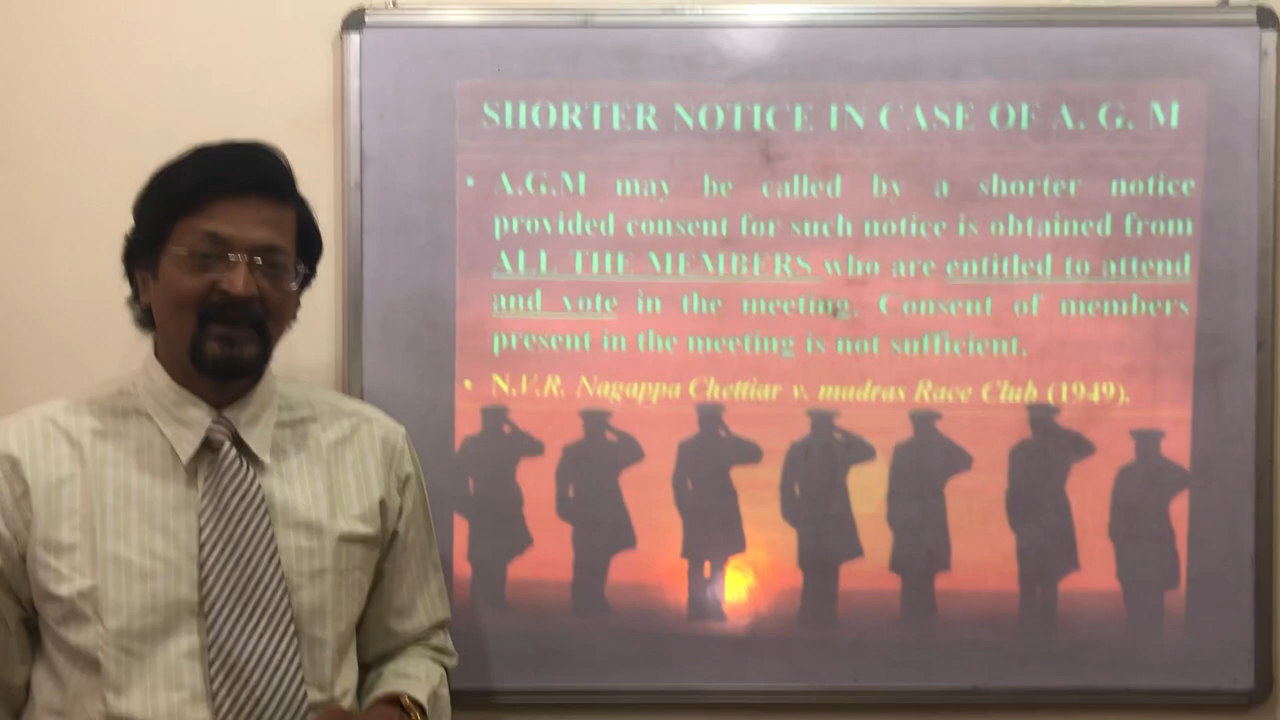 SHORTER NOTICE IN CASE OF A. G. M
• A.G.M may be called by a shorter notice
provided consent for such notice is obtained from
ALL THE MEMBERS who are entitled to attend
and vote in the meeting. Consent of members
present in the meeting is not sufficient.
• N.V.R. Nagappa Chettiar v. madras Race Club (1949).